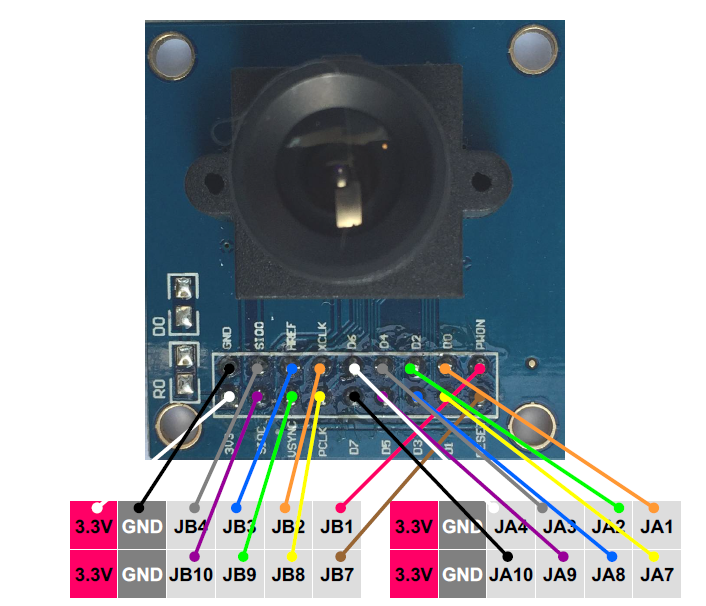 GND SIOD HREF XCLK D6 D4 D2 D0 PWDN
DO
RO
3V3 SIOC VSYNC PCLK D7 D5 D3 D1 RESET
3.3V GND JB4 JB3 JB2 JB1 3.3V GND JA4 JA3 JA2 JA1
3.3V GND JB10 JB9 JB8 JB7 3.3V GND JA10 JA9 JA8 JA7